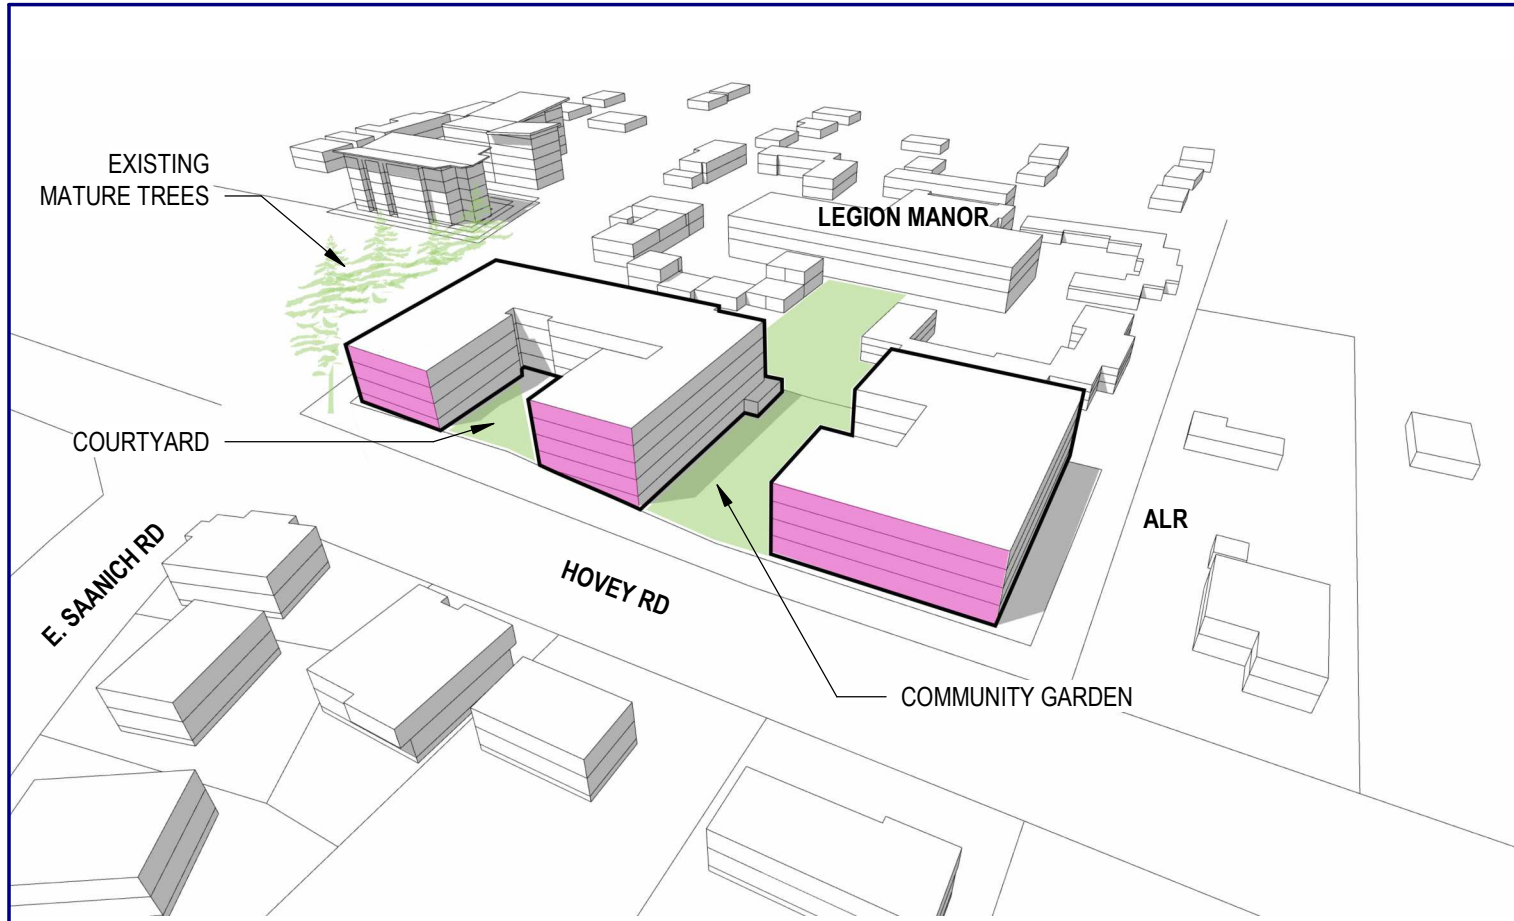 EXISTING
MATURE TREES
LEGION MANOR
COURTYARD
ALR
E. SAANICH RD
HOVEY RD
COMMUNITY GARDEN